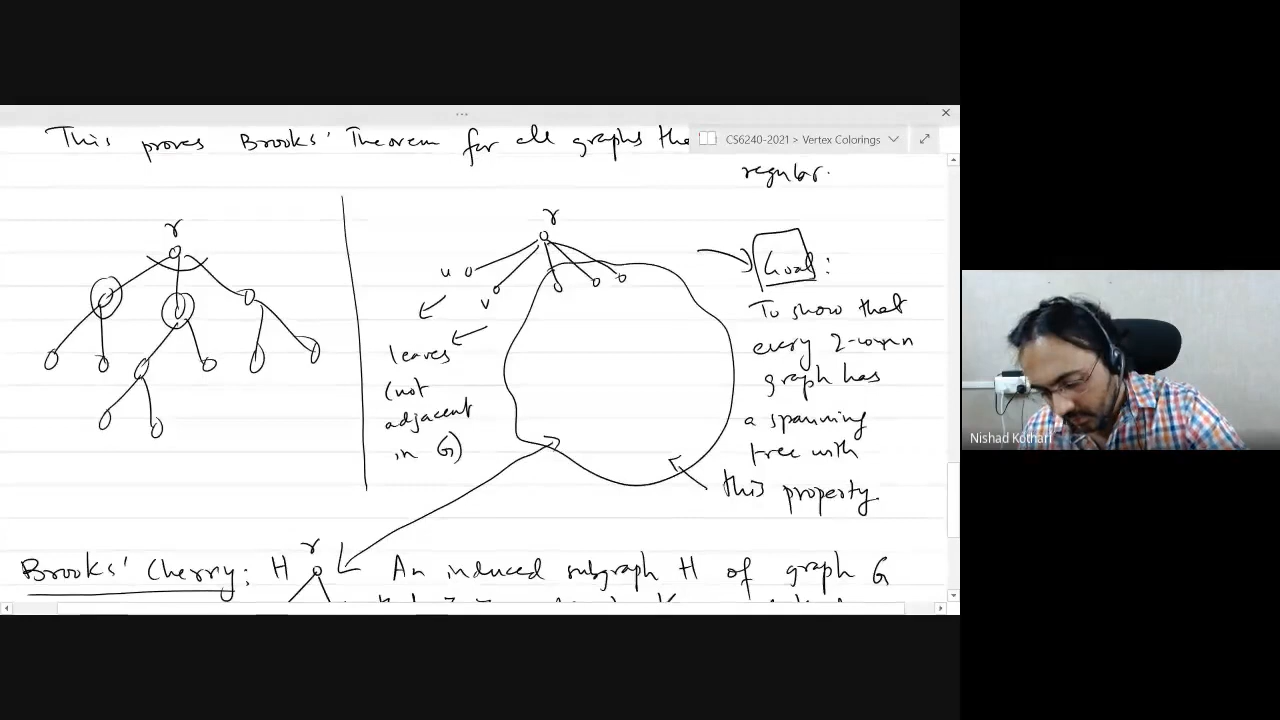 This proves Brooks' Theorem for all graphs
CS6240-2021 > Vertex Colorings
regular.
r
r
u
v
leaves
(not
adjacent
in G)
Goal:
To show that
every 2-conn
graph has
a spanning
tree with
this property
Nishad Kothari
Brooks' Cherry: H
r
An induced subgraph H of graph G